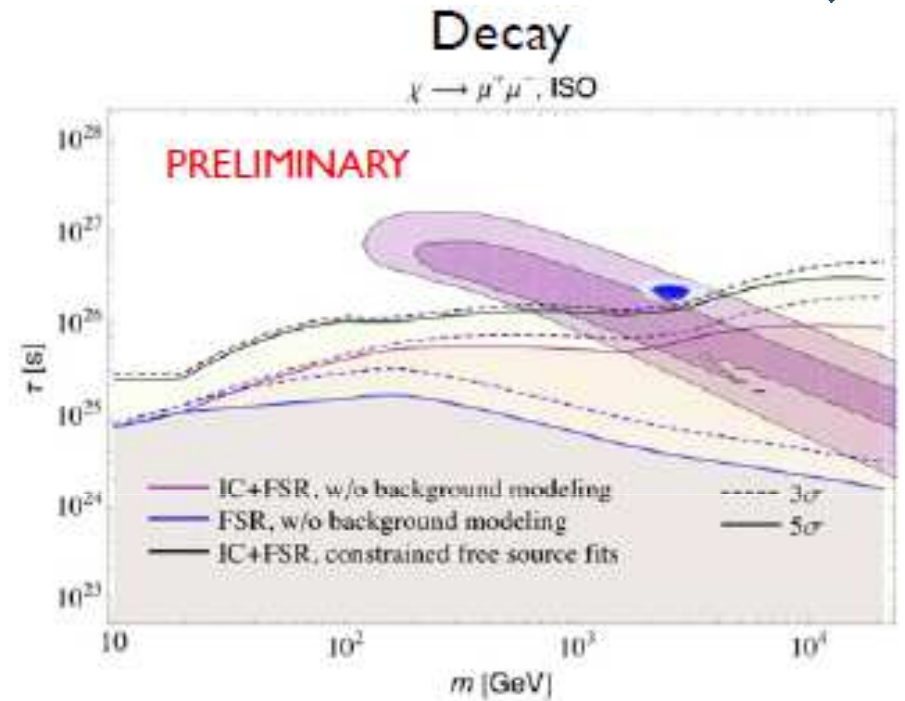 Decay
χ → μ⁺μ⁻, ISO
10²⁸
PRELIMINARY
10²⁷
10²⁶
τ [s]
10²⁵
10²⁴
10²³
IC+FSR, w/o background modeling
FSR, w/o background modeling
IC+FSR, constrained free source fits
3σ
5σ
10
10²
10³
10⁴
m [GeV]